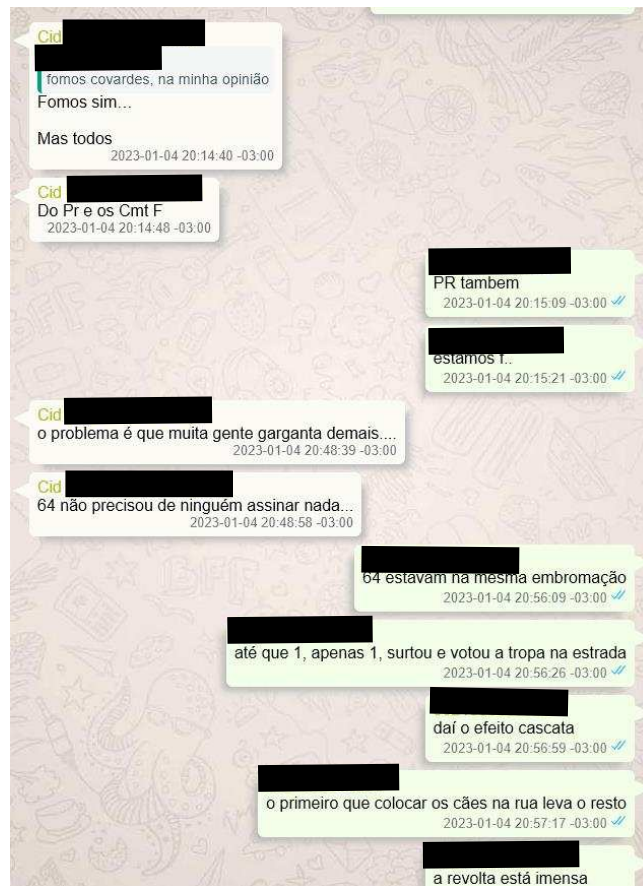 Cid
fomos covardes, na minha opinião
Fomos sim...
Mas todos
2023-01-04 20:14:40 -03:00
Cid
Do Pr e os Cmt F
2023-01-04 20:14:48 -03:00
PR tambem
2023-01-04 20:15:09 -03:00
estamos f..
2023-01-04 20:15:21 -03:00
Cid
o problema é que muita gente garganta demais....
2023-01-04 20:48:39 -03:00
Cid
64 não precisou de ninguém assinar nada...
2023-01-04 20:48:58 -03:00
64 estavam na mesma embromação
2023-01-04 20:56:09 -03:00
até que 1, apenas 1, surtou e votou a tropa na estrada
2023-01-04 20:56:26 -03:00
daí o efeito cascata
2023-01-04 20:56:59 -03:00
o primeiro que colocar os cães na rua leva o resto
2023-01-04 20:57:17 -03:00
a revolta está imensa